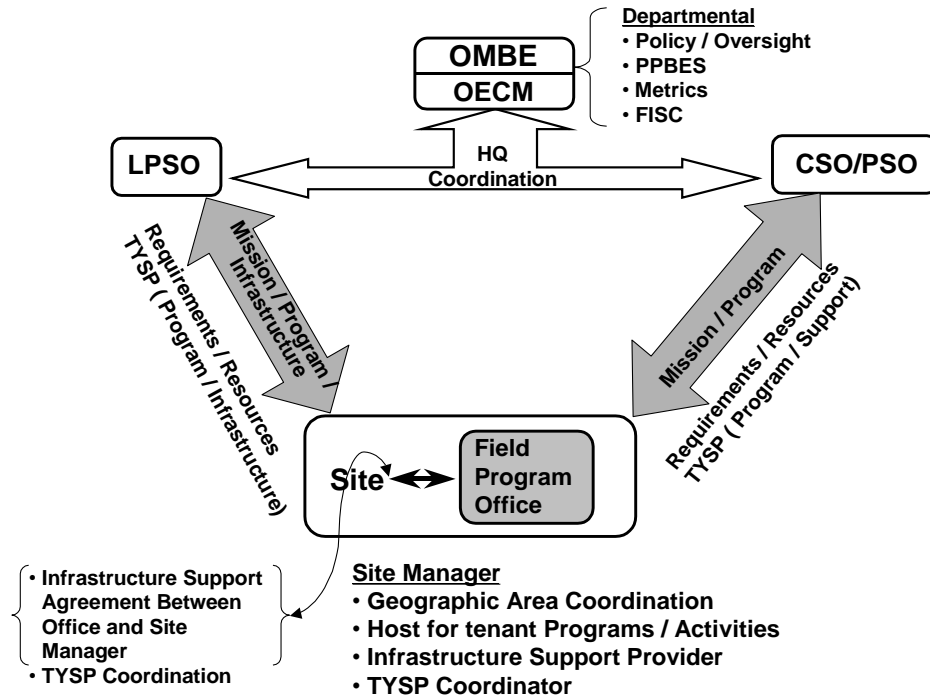 Departmental
• Policy / Oversight
• PPBES
• Metrics
• FISC
OMBE
OECM
LPSO
HQ
Coordination
CSO/PSO
Mission / Program /
Infrastructure
Requirements / Resources
TYSP ( Program / Infrastructure)
Mission / Program
Requirements / Resources
TYSP ( Program / Support)
Site
Field
Program
Office
• Infrastructure Support
Agreement Between
Office and Site
Manager
• TYSP Coordination
Site Manager
• Geographic Area Coordination
• Host for tenant Programs / Activities
• Infrastructure Support Provider
• TYSP Coordinator